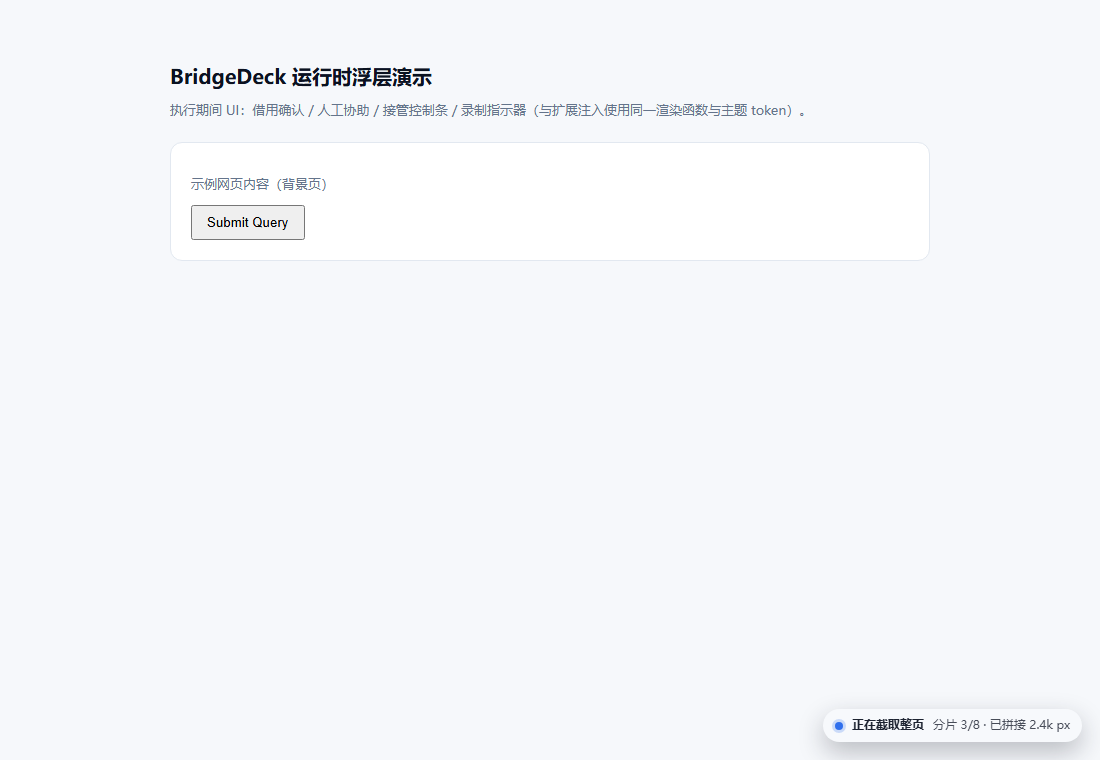 BridgeDeck 运行时浮层演示
执行期间 UI：借用确认 / 人工协助 / 接管控制条 / 录制指示器（与扩展注入使用同一渲染函数与主题 token）。
示例网页内容（背景页）
Submit Query
正在截取整页 分片 3/8 · 已拼接 2.4k px